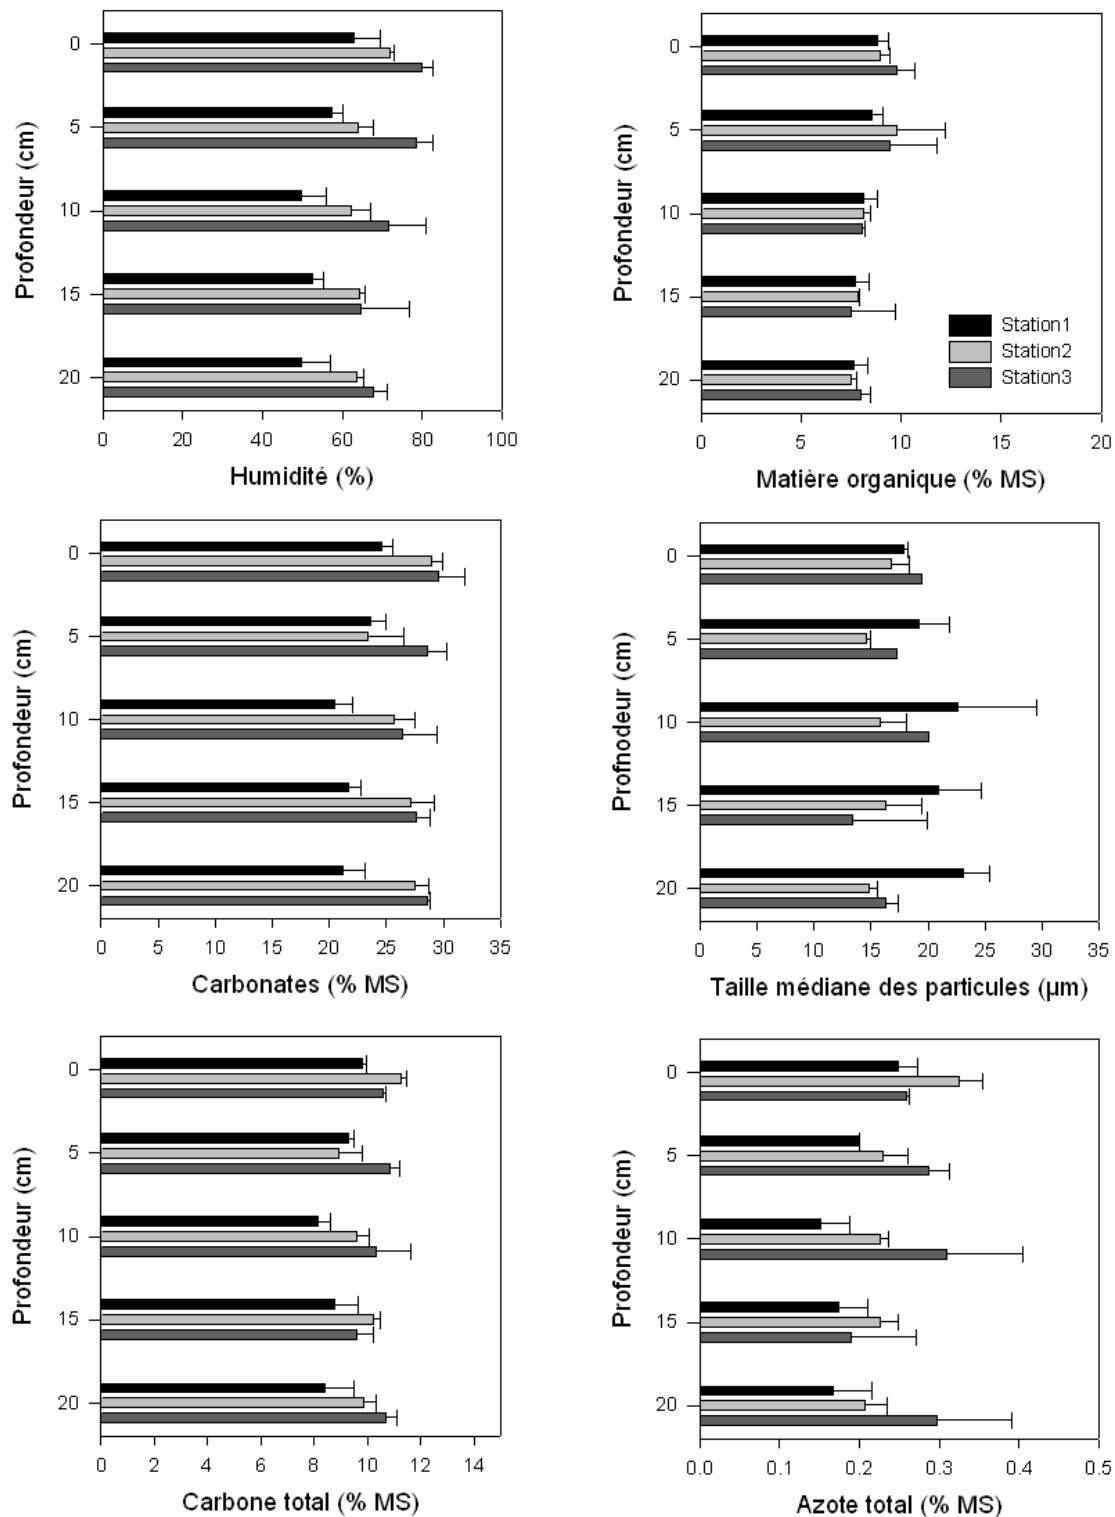 Profondeur (cm)
0
5
10
15
20
0 20 40 60 80 100
Humidité (%)
Profondeur (cm)
0
5
10
15
20
Station1
Station2
Station3
0 5 10 15 20
Matière organique (% MS)
Profondeur (cm)
0
5
10
15
20
0 5 10 15 20 25 30 35
Carbonates (% MS)
Profnodeur (cm)
0
5
10
15
20
0 5 10 15 20 25 30 35
Taille médiane des particules (µm)
Profondeur (cm)
0
5
10
15
20
0 2 4 6 8 10 12 14
Carbone total (% MS)
Profondeur (cm)
0
5
10
15
20
0.0 0.1 0.2 0.3 0.4 0.5
Azote total (% MS)